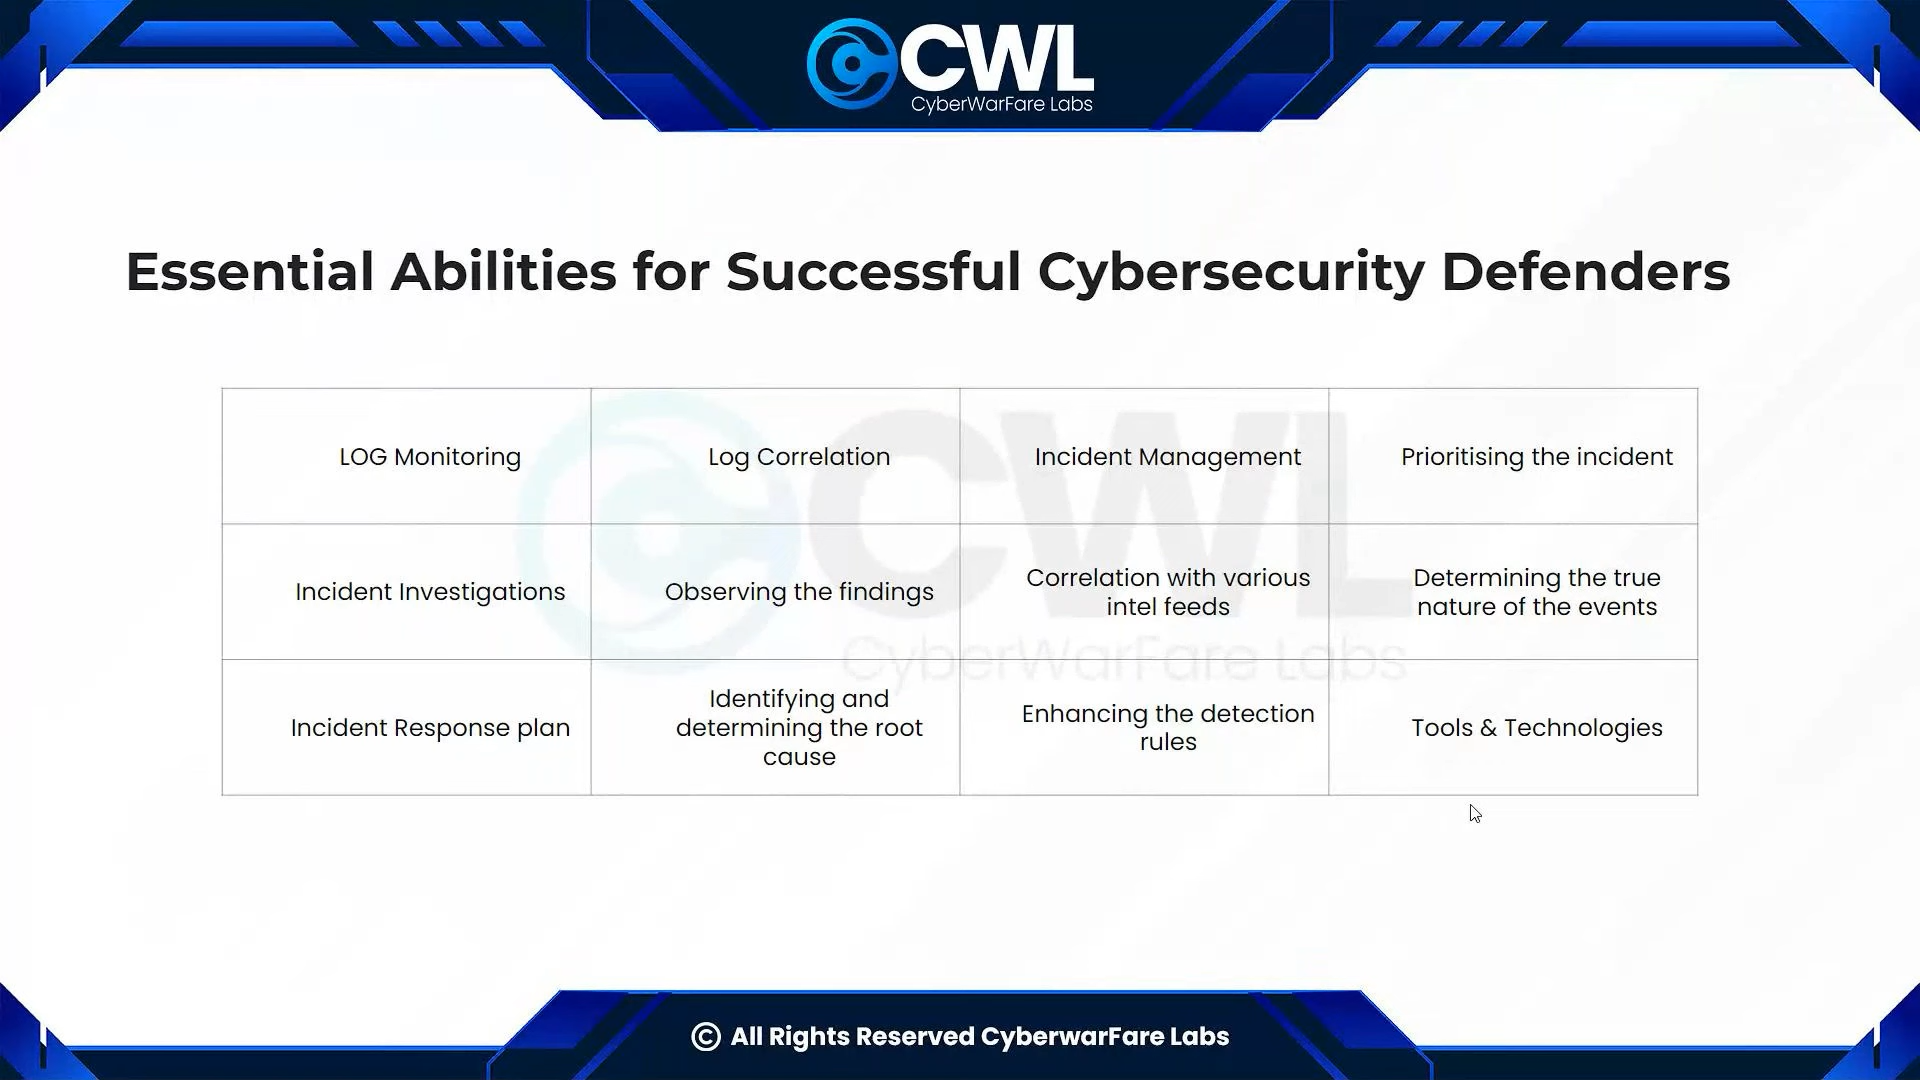 CWL
CyberWarFare Labs
Essential Abilities for Successful Cybersecurity Defenders
LOG Monitoring
Log Correlation
Incident Management
Prioritising the incident
Incident Investigations
Observing the findings
Correlation with various
intel feeds
Determining the true
nature of the events
Incident Response plan
Identifying and
determining the root
cause
Enhancing the detection
rules
Tools & Technologies
CWL
CyberWarFare Labs
© All Rights Reserved CyberwarFare Labs